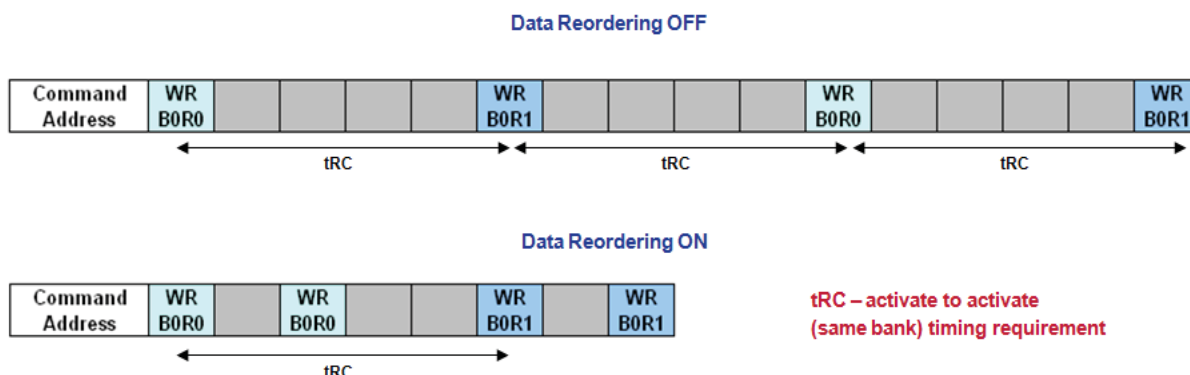 Data Reordering OFF
Command Address WR B0R0 WR B0R1 WR B0R0 WR B0R1
tRC tRC tRC
Data Reordering ON
Command Address WR B0R0 WR B0R0 WR B0R1 WR B0R1
tRC – activate to activate
(same bank) timing requirement
tRC